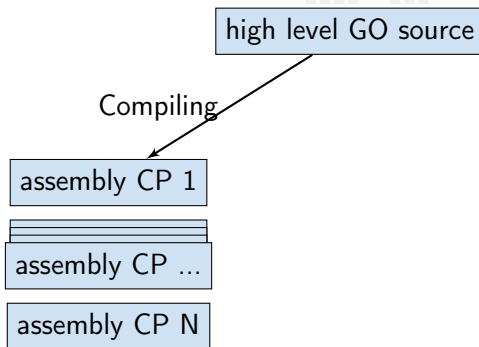 high level GO source
Compiling
assembly CP 1
assembly CP ...
assembly CP N